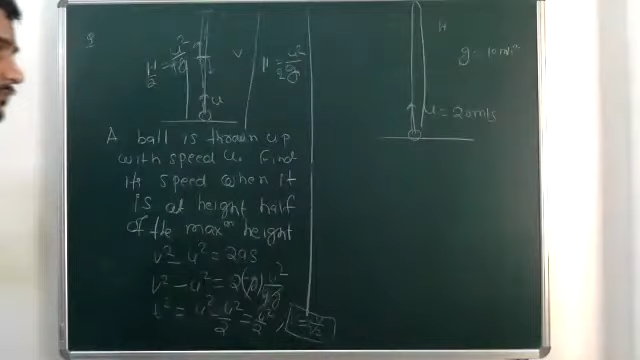 Q
H/2 = u²/4g
V
H = u²/2g
u
A ball is thrown up
with speed u. Find
its speed when it
is at height half
of the maxm height
v² - u² = 2as
v² - u² = 2(-g) u²/4g
v² = u² - u²/2 = u²/2,
H
g = 10 m/s²
u = 20 m/s